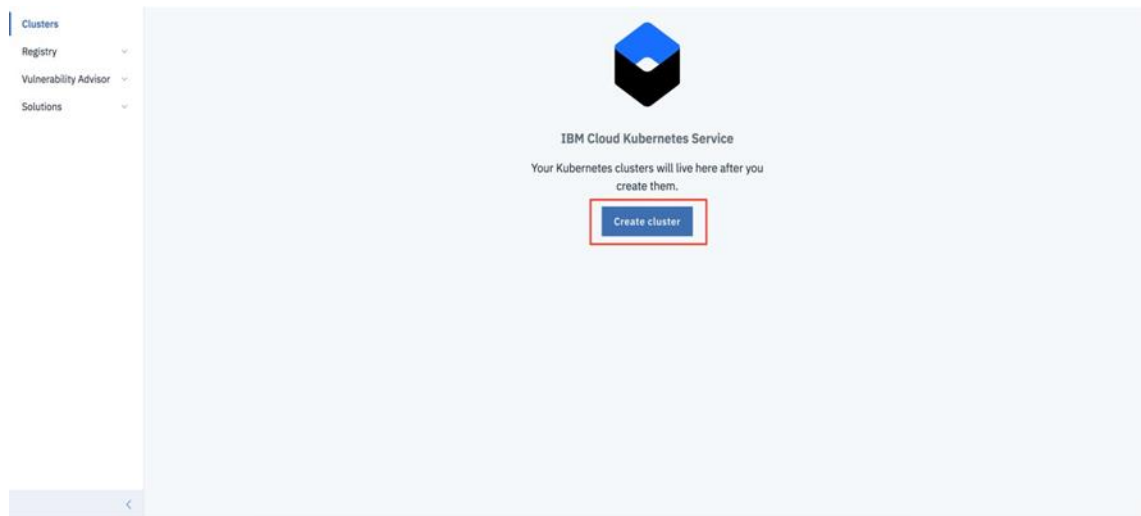 Clusters
Registry
Vulnerability Advisor
Solutions
IBM Cloud Kubernetes Service
Your Kubernetes clusters will live here after you
create them.
Create cluster